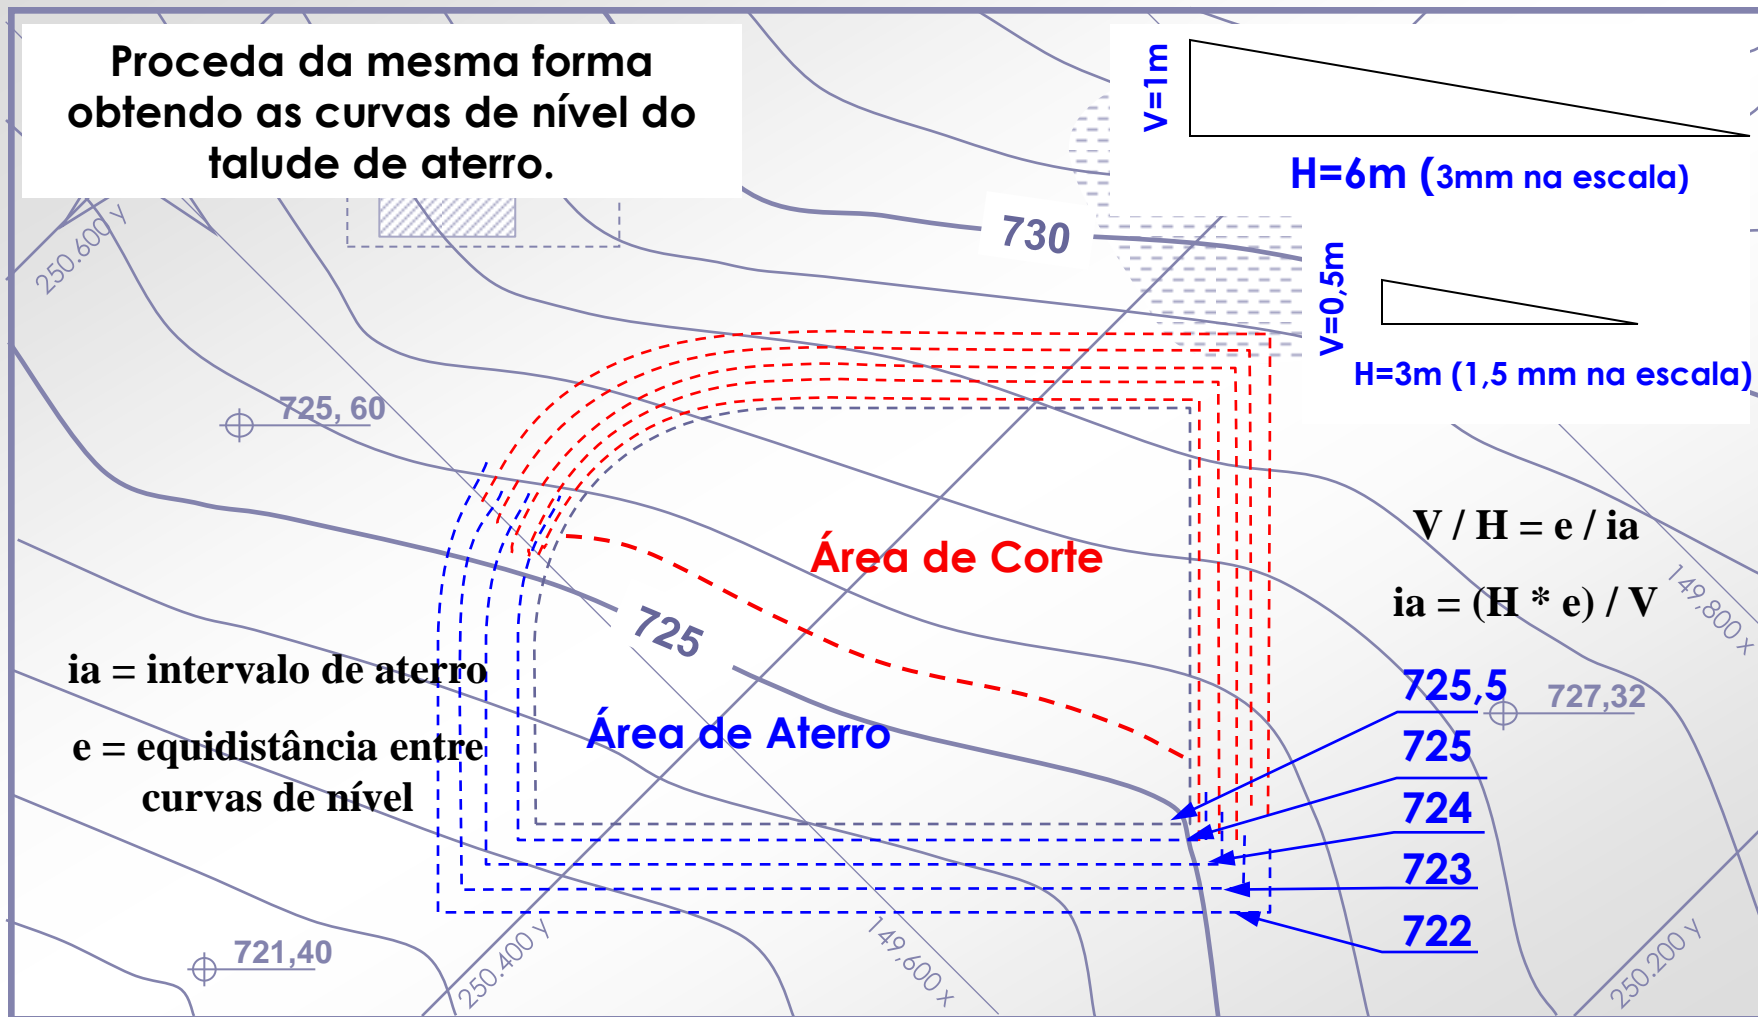 Proceda da mesma forma
obtendo as curvas de nível do
talude de aterro.
V=1m
H=6m (3mm na escala)
V=0,5m
H=3m (1,5 mm na escala)
250.600 y
730
725, 60
Área de Corte
V / H = e / ia
ia = (H * e) / V
149,800 x
725
ia = intervalo de aterro
e = equidistância entre
curvas de nível
Área de Aterro
725,5
727,32
725
724
723
722
721,40
250.400 y
149,600 x
250.200 y